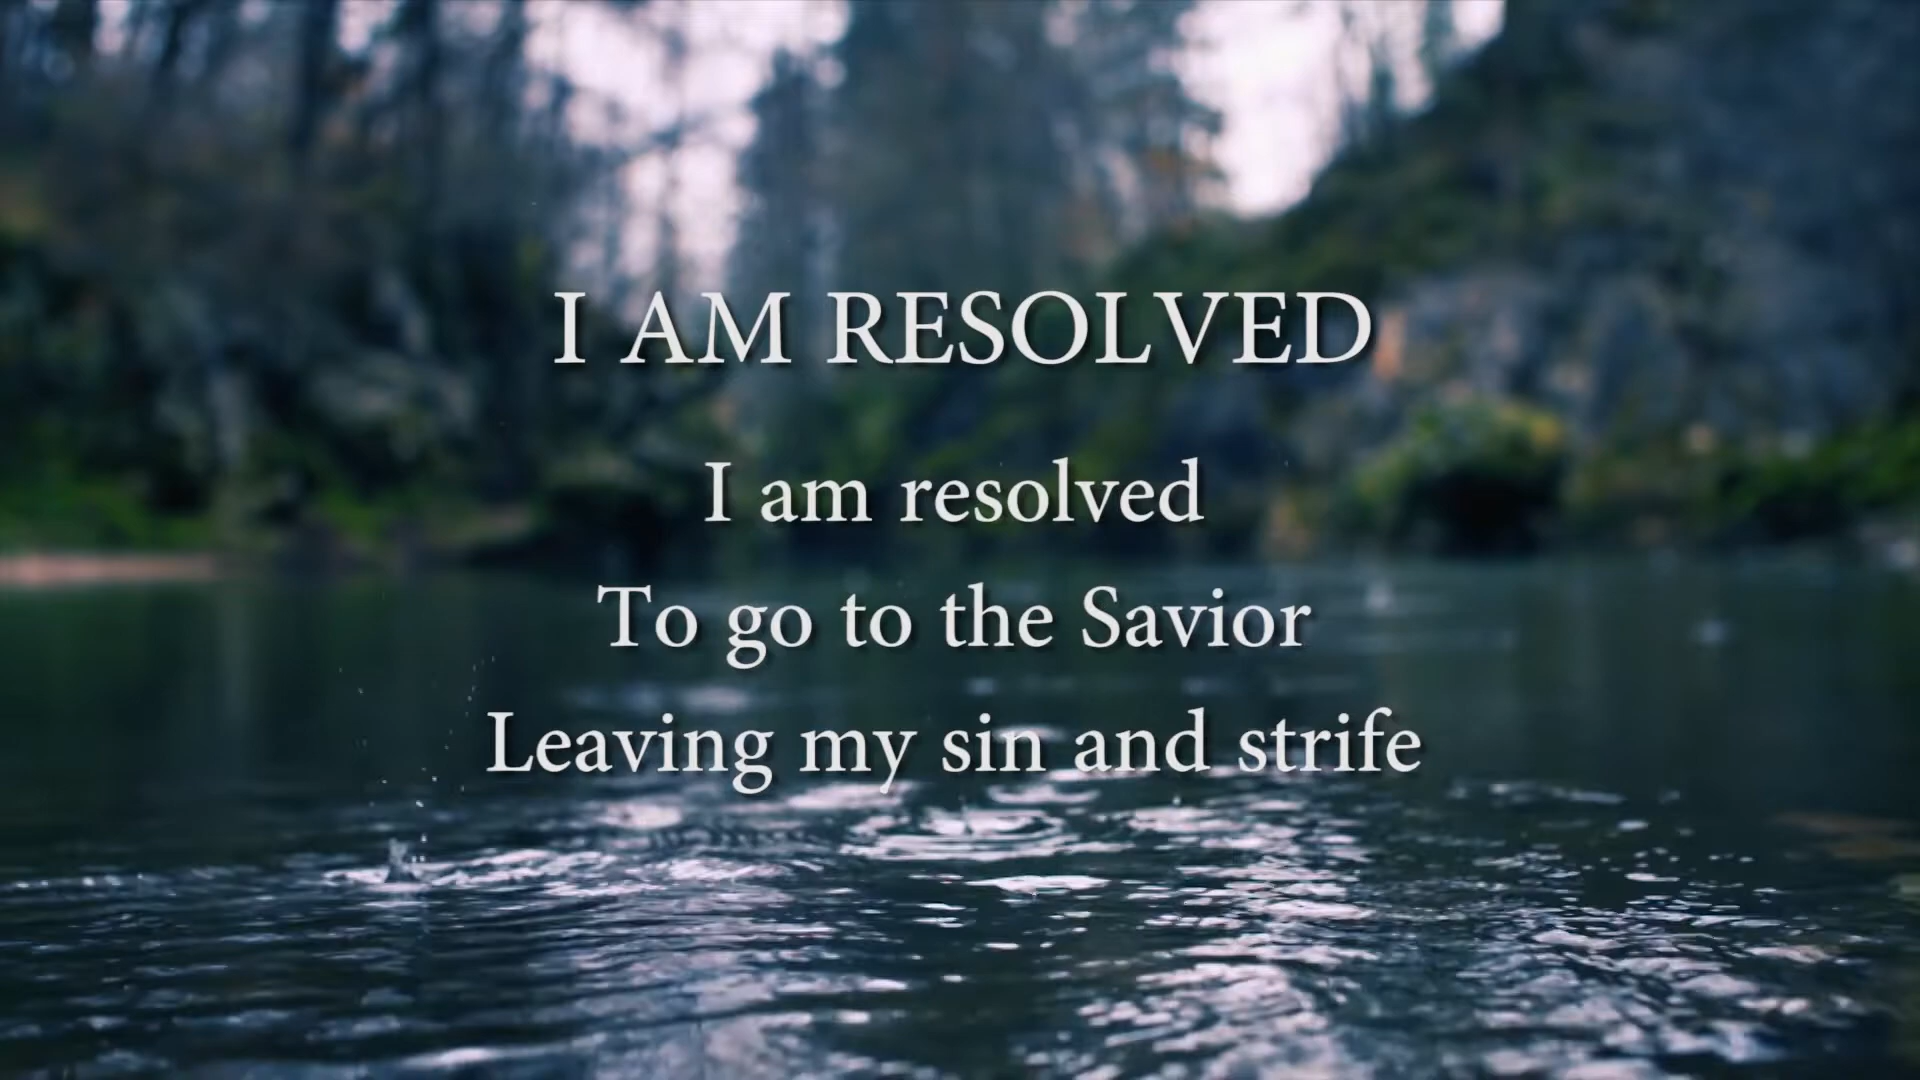 I AM RESOLVED
I am resolved
To go to the Savior
Leaving my sin and strife